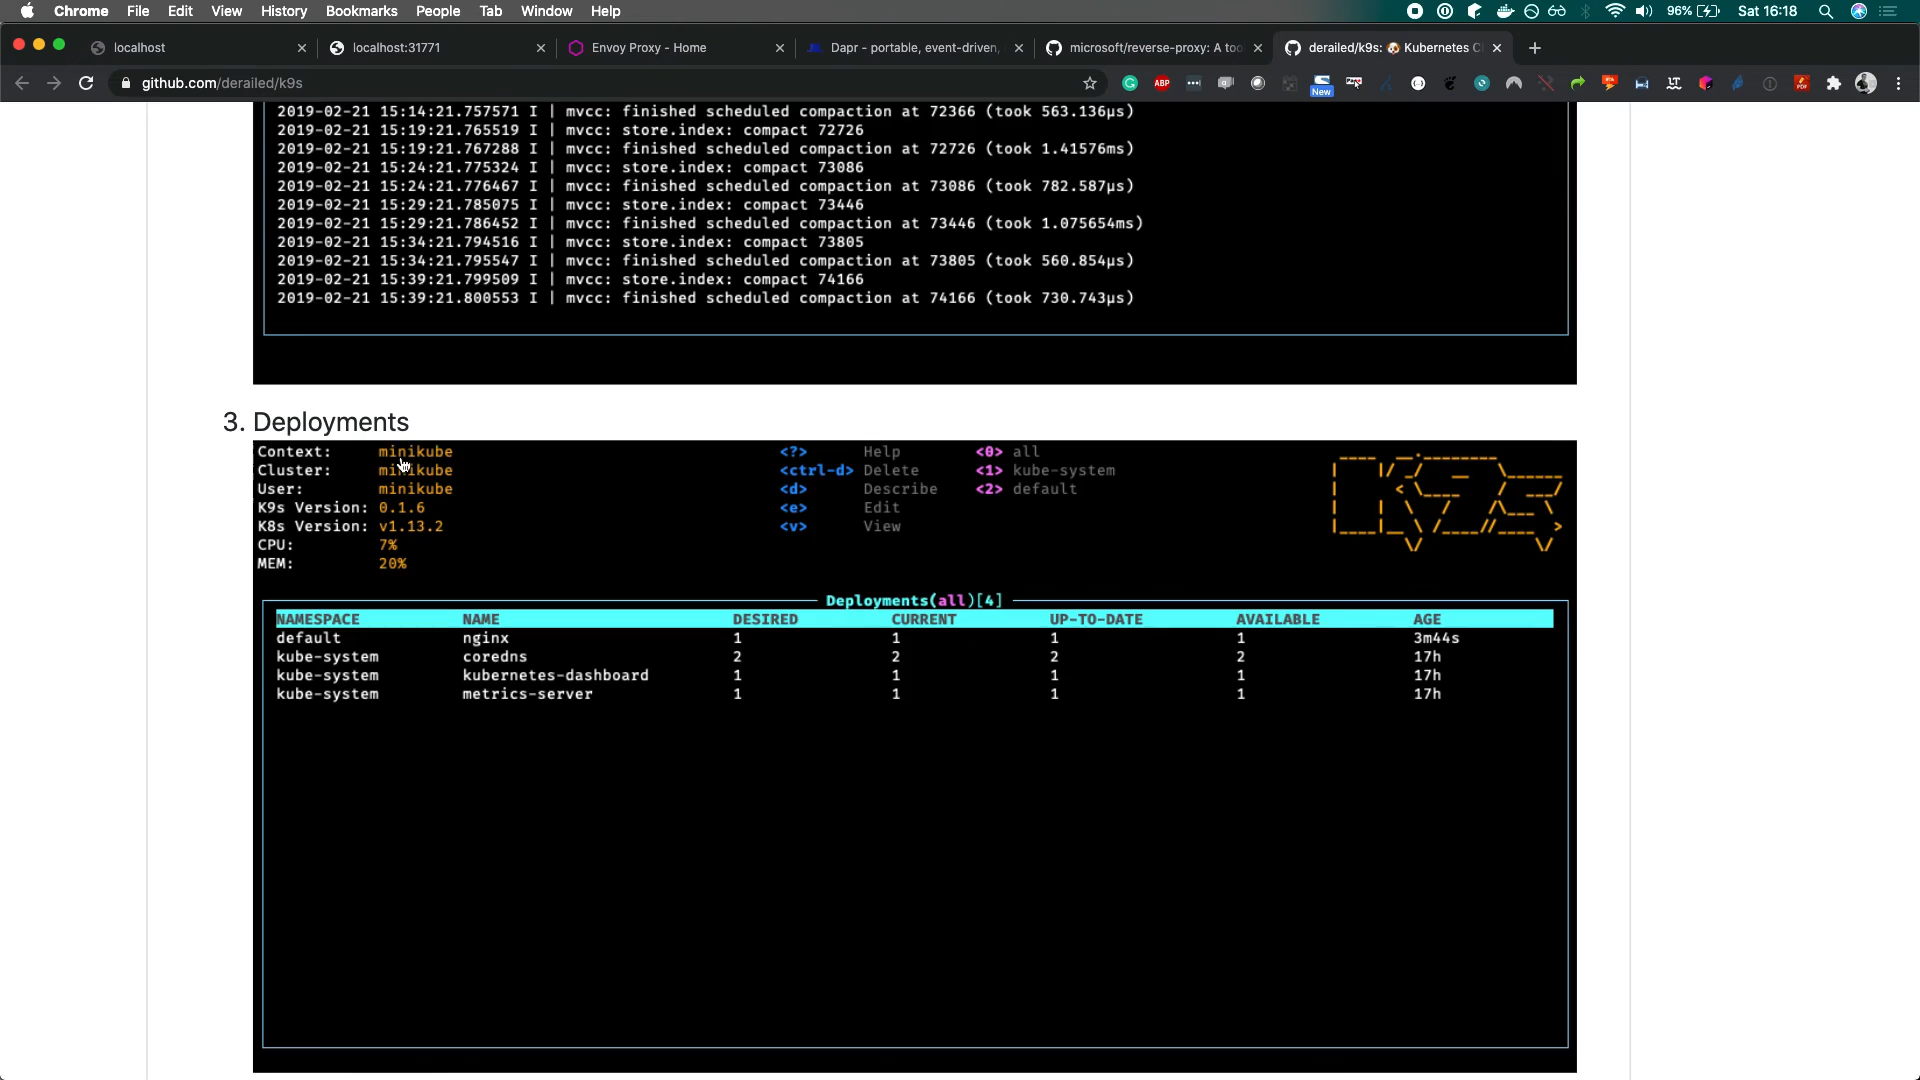 Chrome File Edit View History Bookmarks People Tab Window Help 96% Sat 16:18
localhost localhost:31771 Envoy Proxy - Home Dapr - portable, event-driven, microsoft/reverse-proxy: A too derailed/k9s: Kubernetes C
github.com/derailed/k9s ABP New
2019-02-21 15:14:21.757571 I | mvcc: finished scheduled compaction at 72366 (took 563.136µs)
2019-02-21 15:19:21.765519 I | mvcc: store.index: compact 72726
2019-02-21 15:19:21.767288 I | mvcc: finished scheduled compaction at 72726 (took 1.41576ms)
2019-02-21 15:24:21.775324 I | mvcc: store.index: compact 73086
2019-02-21 15:24:21.776467 I | mvcc: finished scheduled compaction at 73086 (took 782.587µs)
2019-02-21 15:29:21.785075 I | mvcc: store.index: compact 73446
2019-02-21 15:29:21.786452 I | mvcc: finished scheduled compaction at 73446 (took 1.075654ms)
2019-02-21 15:34:21.794516 I | mvcc: store.index: compact 73805
2019-02-21 15:34:21.795547 I | mvcc: finished scheduled compaction at 73805 (took 560.854µs)
2019-02-21 15:39:21.799509 I | mvcc: store.index: compact 74166
2019-02-21 15:39:21.800553 I | mvcc: finished scheduled compaction at 74166 (took 730.743µs)
3. Deployments
Context: minikube <?> Help <0> all
Cluster: minikube <ctrl-d> Delete <1> kube-system
User: minikube <d> Describe <2> default
K9s Version: 0.1.6 <e> Edit
K8s Version: v1.13.2 <v> View
CPU: 7%
MEM: 20%
K9s
Deployments(all)[4]
NAMESPACE NAME DESIRED CURRENT UP-TO-DATE AVAILABLE AGE
default nginx 1 1 1 1 3m44s
kube-system coredns 2 2 2 2 17h
kube-system kubernetes-dashboard 1 1 1 1 17h
kube-system metrics-server 1 1 1 1 17h